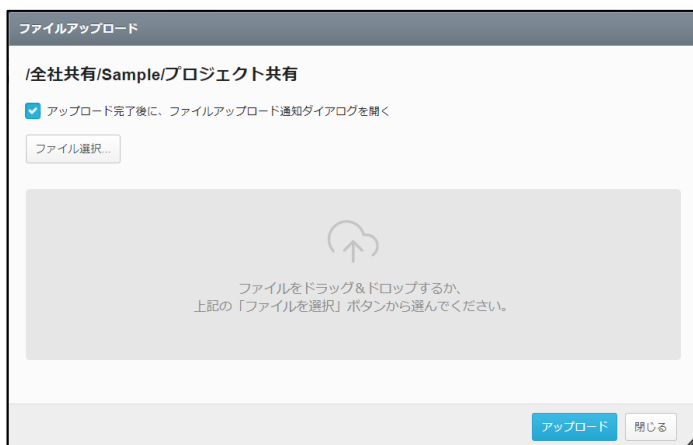 ファイルアップロード
/全社共有/Sample/プロジェクト共有
アップロード完了後に、ファイルアップロード通知ダイアログを開く
ファイル選択...
ファイルをドラッグ＆ドロップするか、
上記の「ファイルを選択」ボタンから選んでください。
アップロード
閉じる